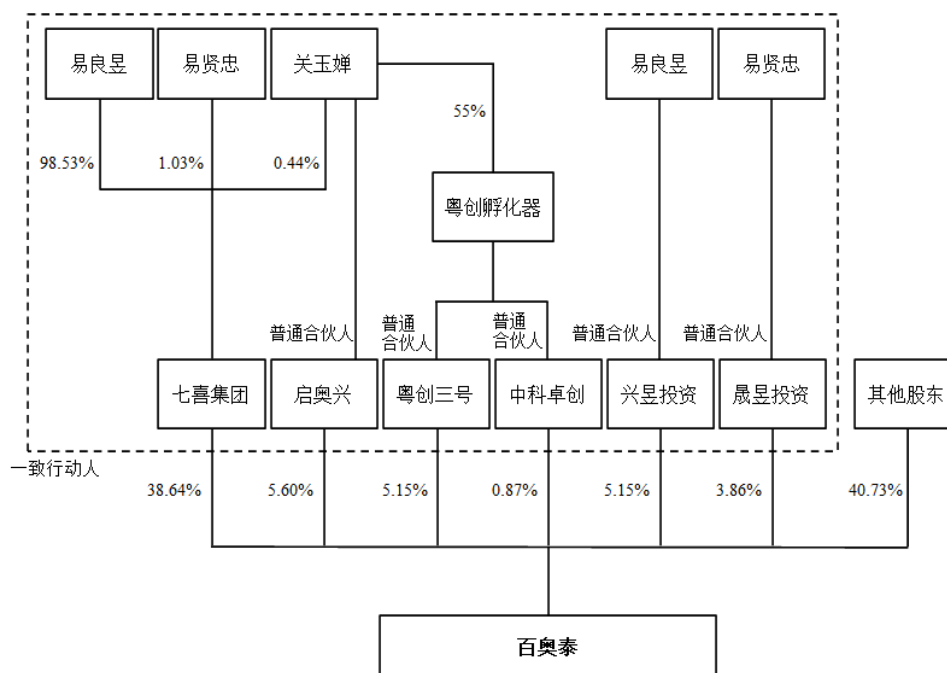 易良昱
易贤忠
关玉婵
易良昱
易贤忠
55%
98.53%
1.03%
0.44%
粤创孵化器
普通合伙人
普通
合伙人
普通
合伙人
普通合伙人
普通合伙人
七喜集团
启奥兴
粤创三号
中科卓创
兴昱投资
晟昱投资
其他股东
一致行动人
38.64%
5.60%
5.15%
0.87%
5.15%
3.86%
40.73%
百奥泰